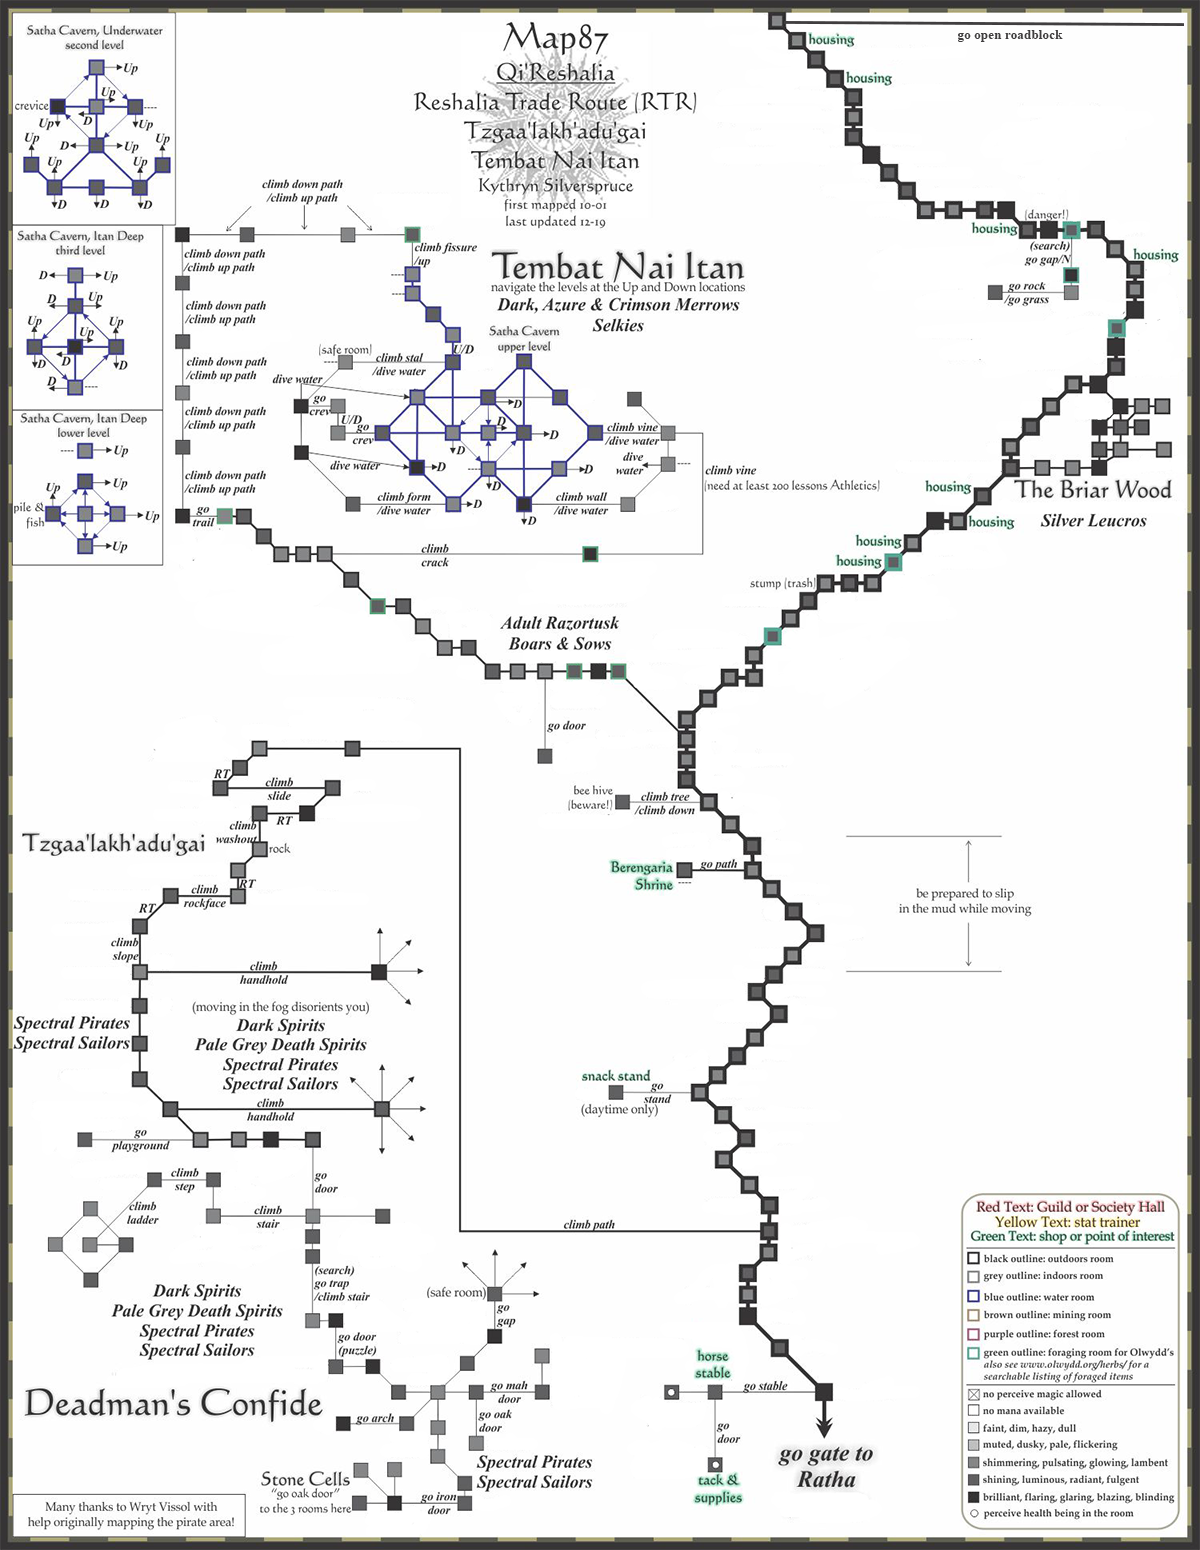 Map87
Qi'Reshalia
Reshalia Trade Route (RTR)
Tzgaa'lakh'adu'gai
Tembat Nai Itan
Kythryn Silverspruce
first mapped 10-01
last updated 12-19
go open roadblock
housing
housing
(danger!)
housing
(search)
go gap/N
housing
go rock
/go grass
Satha Cavern, Underwater
second level
Up
Up
crevice
D
Up
Up
Up
D
Up
Up
Up
Up
D
D
D
Satha Cavern, Itan Deep
third level
D
Up
D
Up
Up
Up
Up
D
D
D
D
Satha Cavern, Itan Deep
lower level
Up
Up
pile &
fish
Up
Up
climb down path
/climb up path
climb down path
/climb up path
climb down path
/climb up path
climb down path
/climb up path
climb down path
/climb up path
climb down path
/climb up path
go
trail
climb fissure
/up
Tembat Nai Itan
navigate the levels at the Up and Down locations
Dark, Azure & Crimson Merrows
Selkies
Satha Cavern
upper level
U/D
(safe room)
climb stal
/dive water
dive water
go
crev
U/D
go
crev
dive water
climb form
/dive water
D
D
D
D
D
D
D
D
climb vine
/dive water
dive
water
climb wall
/dive water
climb vine
(need at least 200 lessons Athletics)
climb
crack
The Briar Wood
Silver Leucros
housing
housing
housing
housing
stump (trash)
Adult Razortusk
Boars & Sows
go door
bee hive
(beware!)
climb tree
/climb down
Berengaria
Shrine
go path
be prepared to slip
in the mud while moving
Tzgaa'lakh'adu'gai
RT
climb
slide
RT
climb
washout
rock
RT
climb
rockface
RT
climb
slope
climb
handhold
(moving in the fog disorients you)
Dark Spirits
Pale Grey Death Spirits
Spectral Pirates
Spectral Sailors
Spectral Pirates
Spectral Sailors
climb
handhold
go
playground
go
door
climb
step
climb
ladder
climb
stair
climb path
snack stand
go
stand
(daytime only)
(search)
go trap
/climb stair
Dark Spirits
Pale Grey Death Spirits
Spectral Pirates
Spectral Sailors
go door
(puzzle)
(safe room)
go
gap
Deadman's Confide
go mah
door
go oak
door
go arch
Spectral Pirates
Spectral Sailors
Stone Cells
"go oak door"
to the 3 rooms here
go iron
door
horse
stable
go stable
go
door
tack &
supplies
go gate to
Ratha
Many thanks to Wryt Vissol with
help originally mapping the pirate area!
Red Text: Guild or Society Hall
Yellow Text: stat trainer
Green Text: shop or point of interest
black outline: outdoors room
grey outline: indoors room
blue outline: water room
brown outline: mining room
purple outline: forest room
green outline: foraging room for Olwydd's
also see www.olwydd.org/herbs/ for a
searchable listing of foraged items
no perceive magic allowed
no mana available
faint, dim, hazy, dull
muted, dusky, pale, flickering
shimmering, pulsating, glowing, lambent
shining, luminous, radiant, fulgent
brilliant, flaring, glaring, blazing, blinding
perceive health being in the room